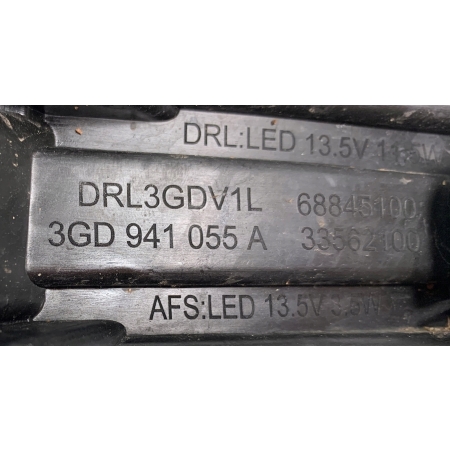 DRL:LED 13.5V
DRL3GDV1L 68845100
3GD 941 055 A 33562100
AFS:LED 13.5V